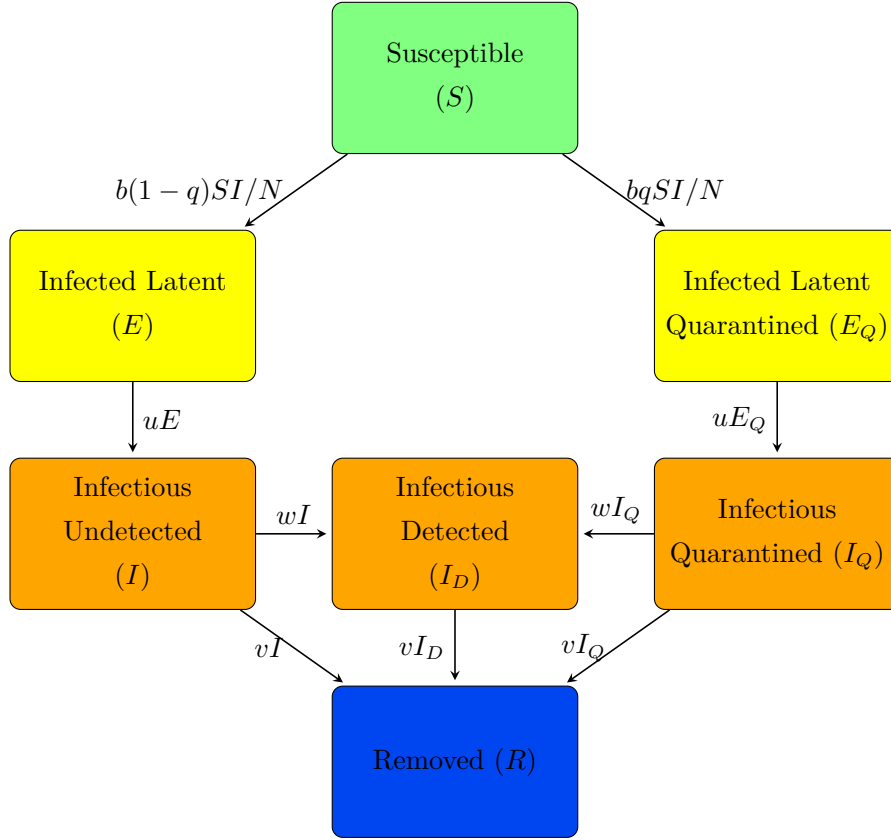 Susceptible
(S)
b(1 − q)SI/N
bqSI/N
Infected Latent
(E)
Infected Latent
Quarantined (E_Q)
uE
uE_Q
Infectious
Undetected
(I)
wI
Infectious
Detected
(I_D)
wI_Q
Infectious
Quarantined (I_Q)
vI
vI_D
vI_Q
Removed (R)